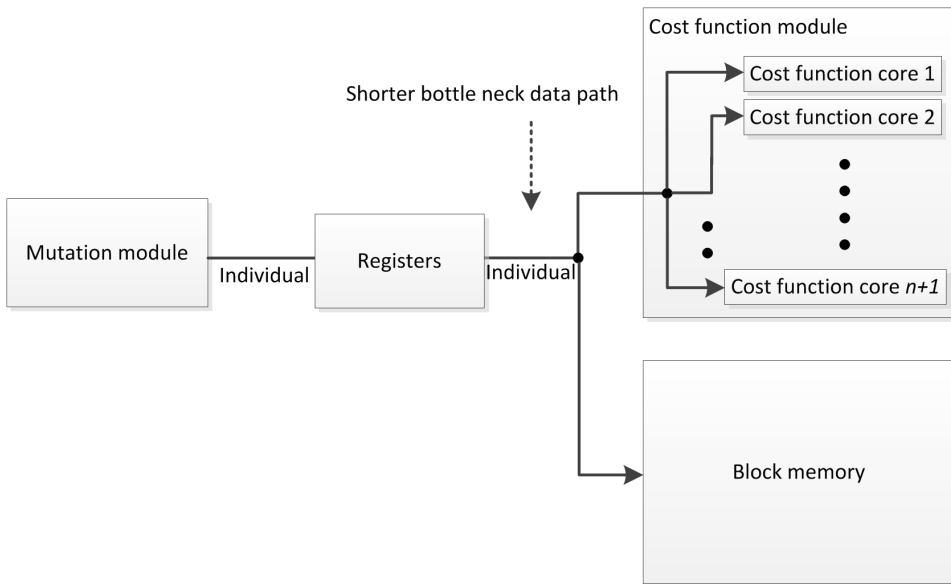 Cost function module
Cost function core 1
Shorter bottle neck data path
Cost function core 2
Mutation module
Registers
Individual
Individual
Cost function core n+1
Block memory